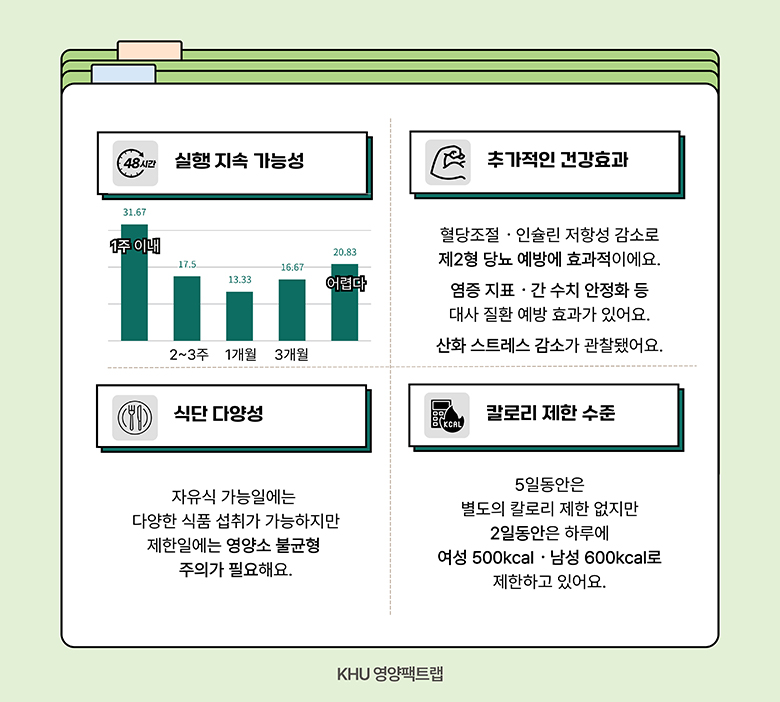 48시간
실행 지속 가능성
31.67
1주 이내
17.5
13.33
16.67
20.83
어렵다
2~3주
1개월
3개월
추가적인 건강효과
혈당조절 · 인슐린 저항성 감소로
제2형 당뇨 예방에 효과적이에요.
염증 지표 · 간 수치 안정화 등
대사 질환 예방 효과가 있어요.
산화 스트레스 감소가 관찰됐어요.
식단 다양성
자유식 가능일에는
다양한 식품 섭취가 가능하지만
제한일에는 영양소 불균형
주의가 필요해요.
KCAL
칼로리 제한 수준
5일동안은
별도의 칼로리 제한 없지만
2일동안은 하루에
여성 500kcal · 남성 600kcal로
제한하고 있어요.
KHU 영양팩트랩